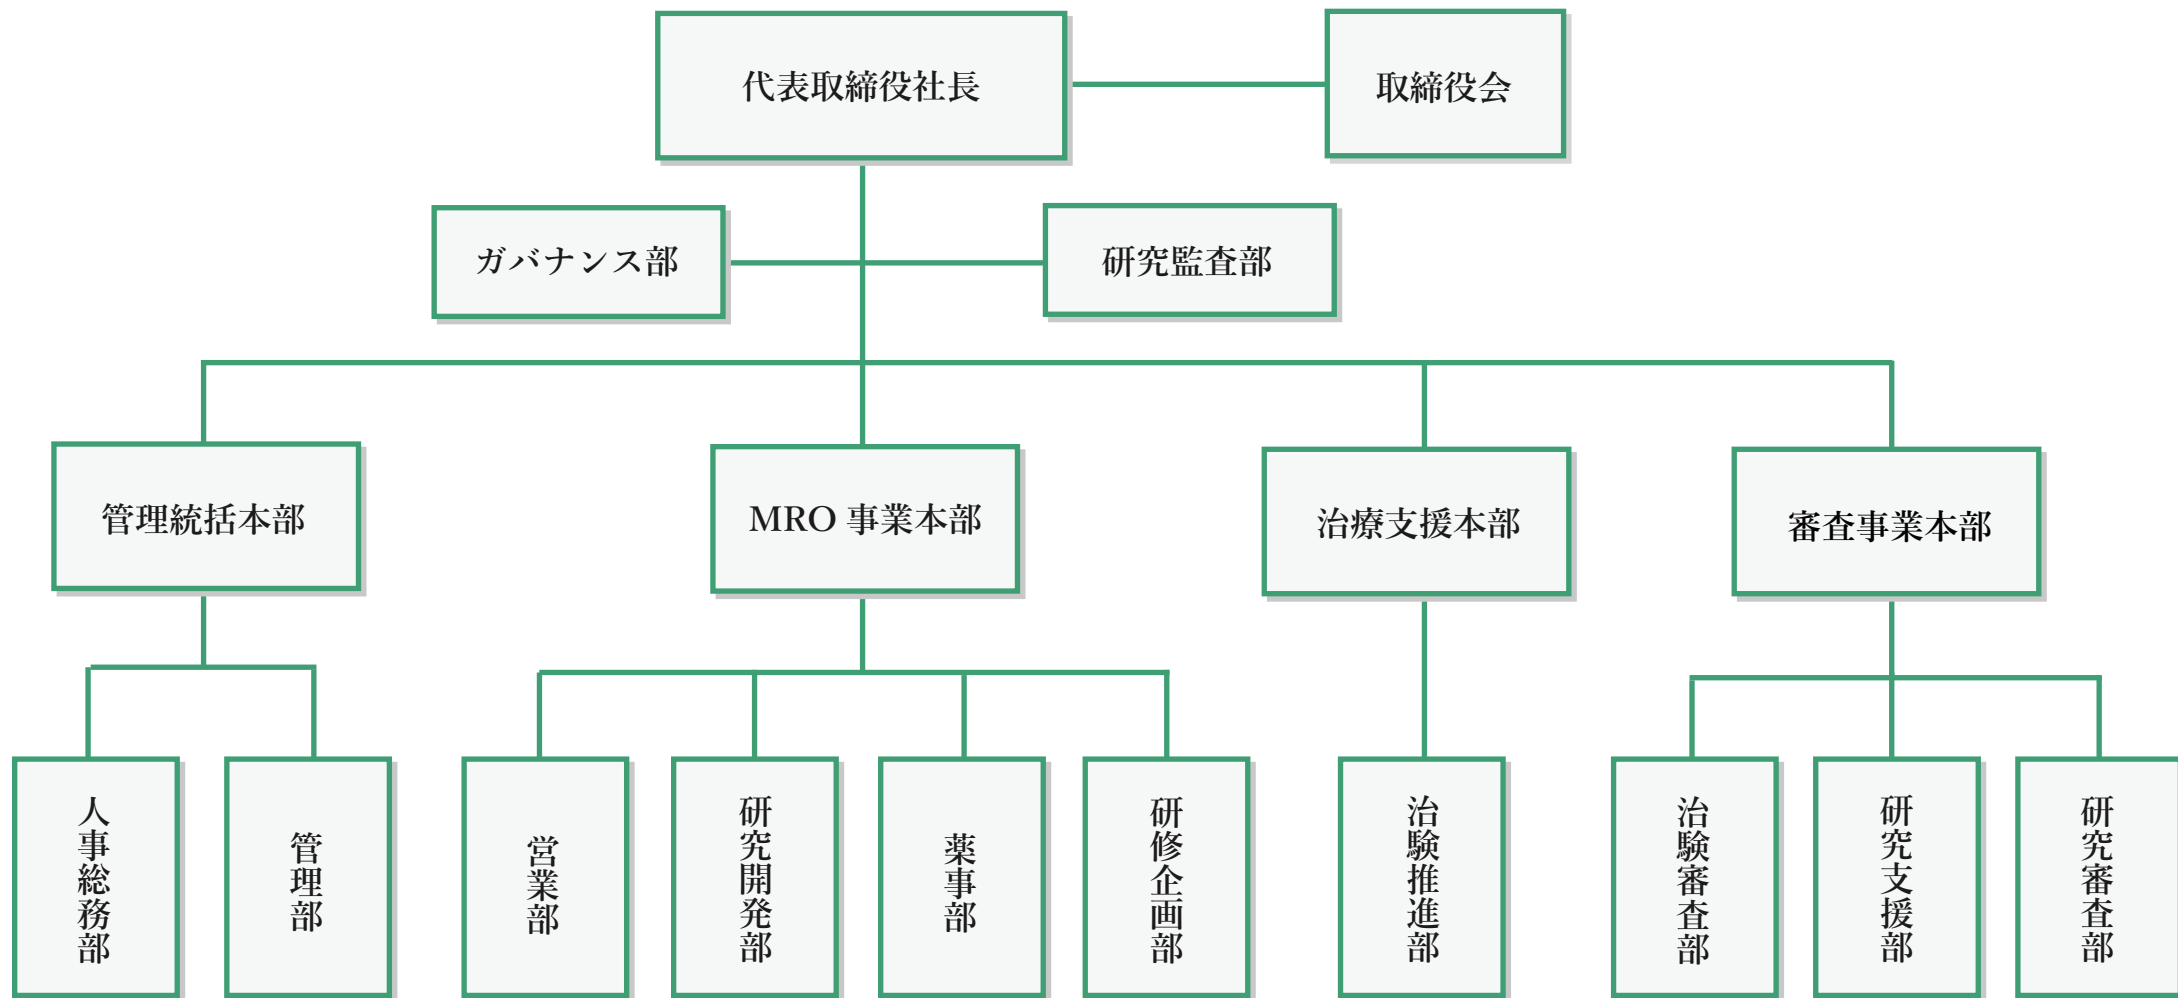 代表取締役社長
取締役会
ガバナンス部
研究監査部
管理統括本部
MRO 事業本部
治療支援本部
審査事業本部
人事総務部
管理部
営業部
研究開発部
薬事部
研修企画部
治験推進部
治験審査部
研究支援部
研究審査部